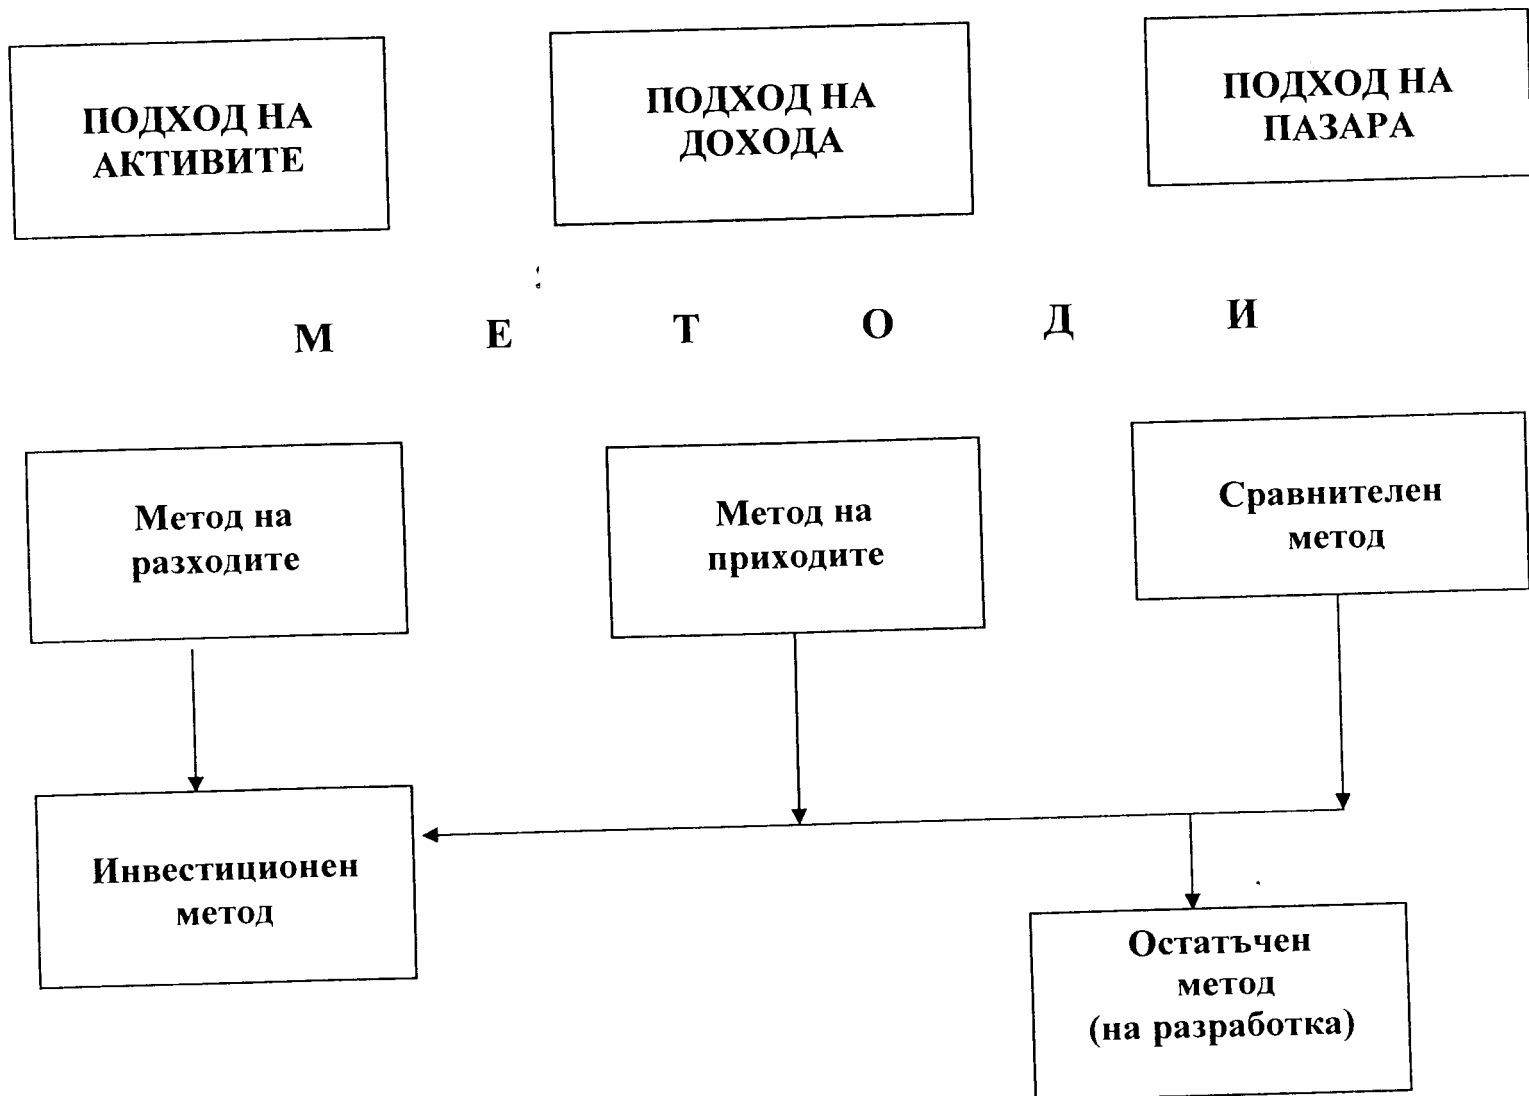 ПОДХОД НА
АКТИВИТЕ
ПОДХОД НА
ДОХОДА
ПОДХОД НА
ПАЗАРА
М Е Т О Д И
Метод на
разходите
Метод на
приходите
Сравнителен
метод
Инвестиционен
метод
Остатъчен
метод
(на разработка)